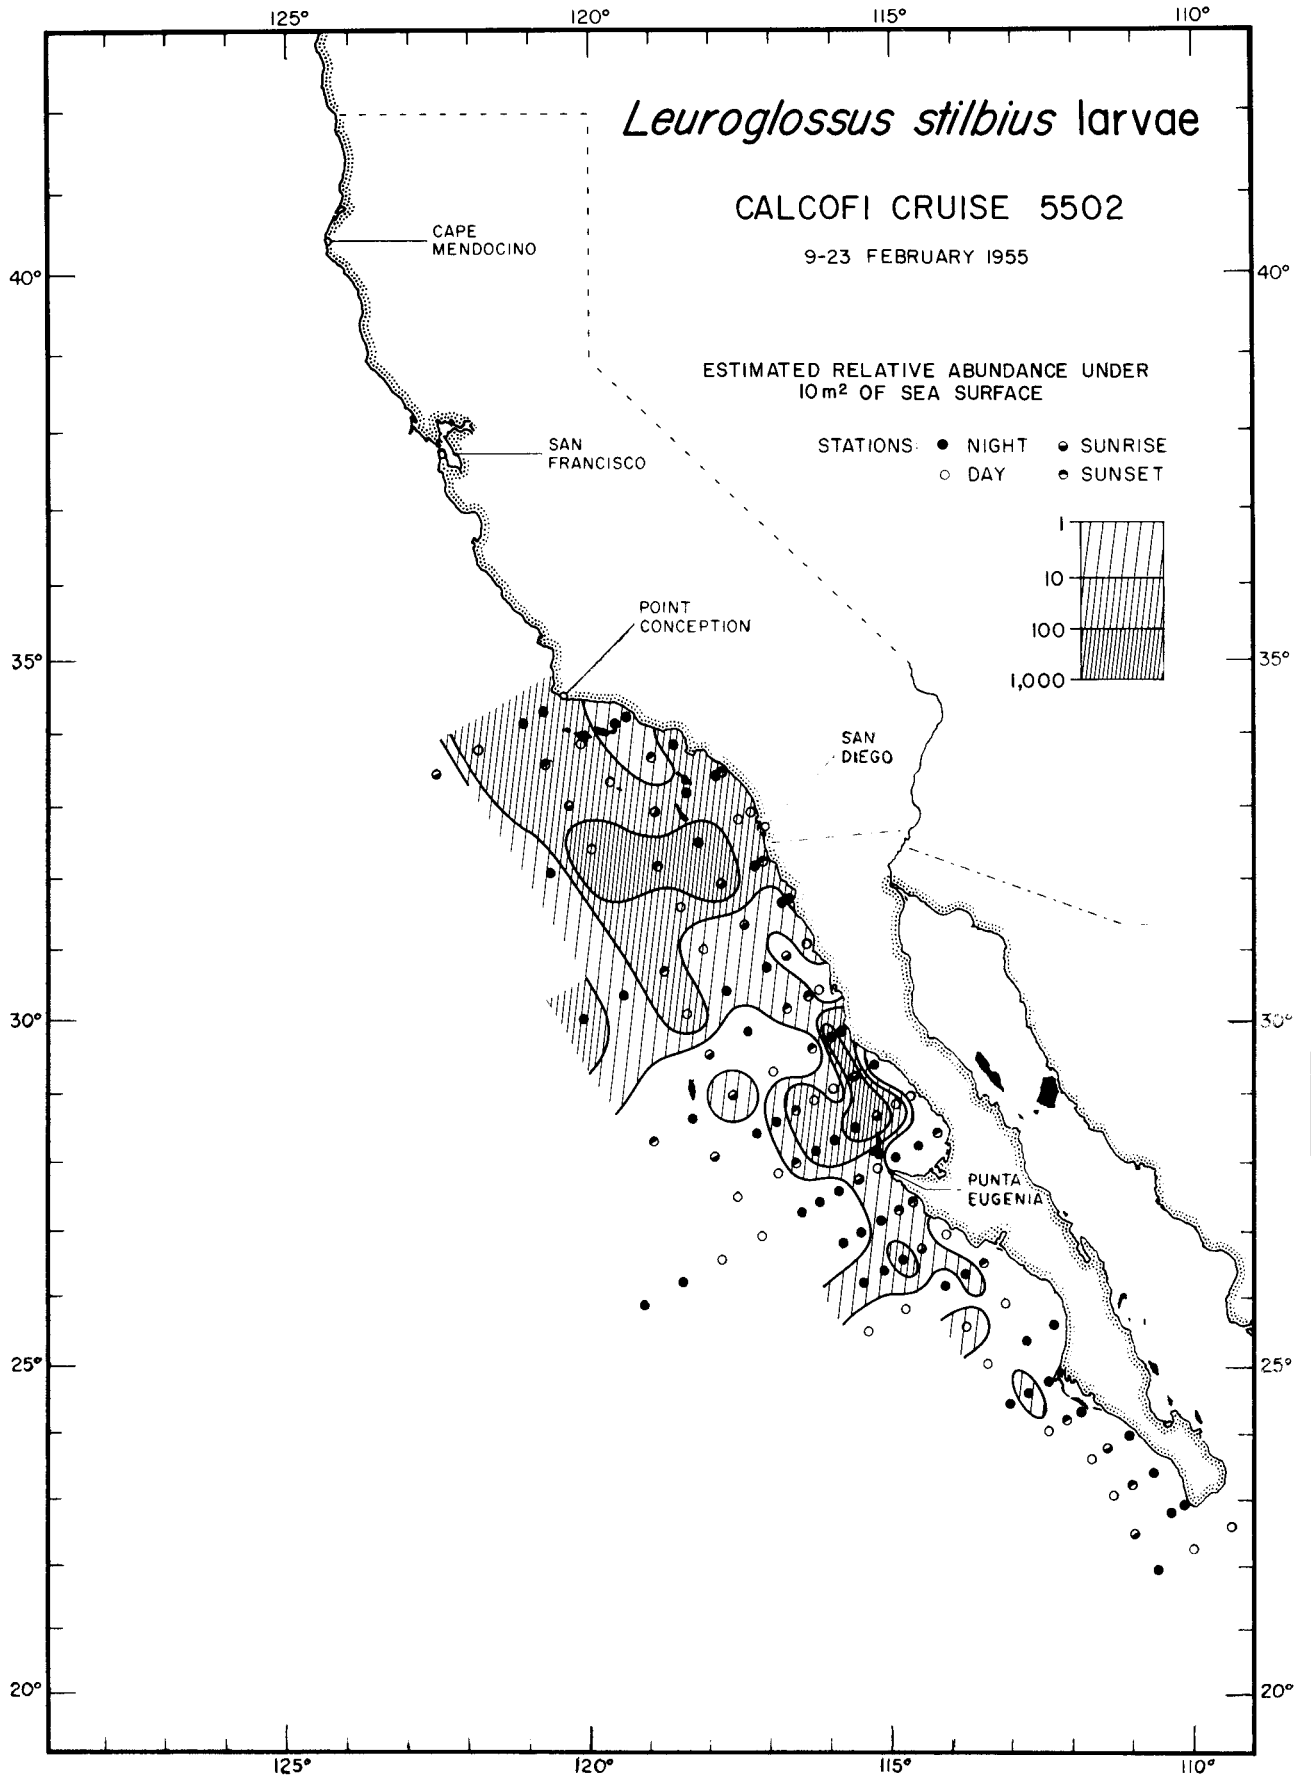 125° 120° 115° 110°
Leuroglossus stilbius larvae
CALCOFI CRUISE 5502
9-23 FEBRUARY 1955
CAPE
MENDOCINO
40° 40°
ESTIMATED RELATIVE ABUNDANCE UNDER
10m² OF SEA SURFACE
STATIONS: NIGHT SUNRISE
DAY SUNSET
SAN
FRANCISCO
1
10
100
1,000
POINT
CONCEPTION
35° 35°
SAN
DIEGO
30° 30°
PUNTA
EUGENIA
25° 25°
20° 20°
125° 120° 115° 110°